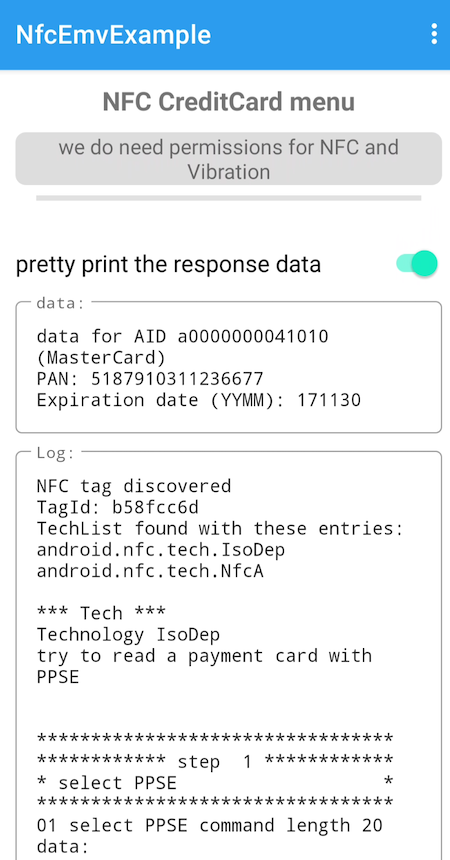 NfcEmvExample
NFC CreditCard menu
we do need permissions for NFC and
Vibration
pretty print the response data
data:
data for AID a0000000041010
(MasterCard)
PAN: 5187910311236677
Expiration date (YYMM): 171130
Log:
NFC tag discovered
TagId: b58fcc6d
TechList found with these entries:
android.nfc.tech.IsoDep
android.nfc.tech.NfcA
*** Tech ***
Technology IsoDep
try to read a payment card with
PPSE
*********************************
************ step  1 ************
* select PPSE                   *
*********************************
01 select PPSE command length 20
data: